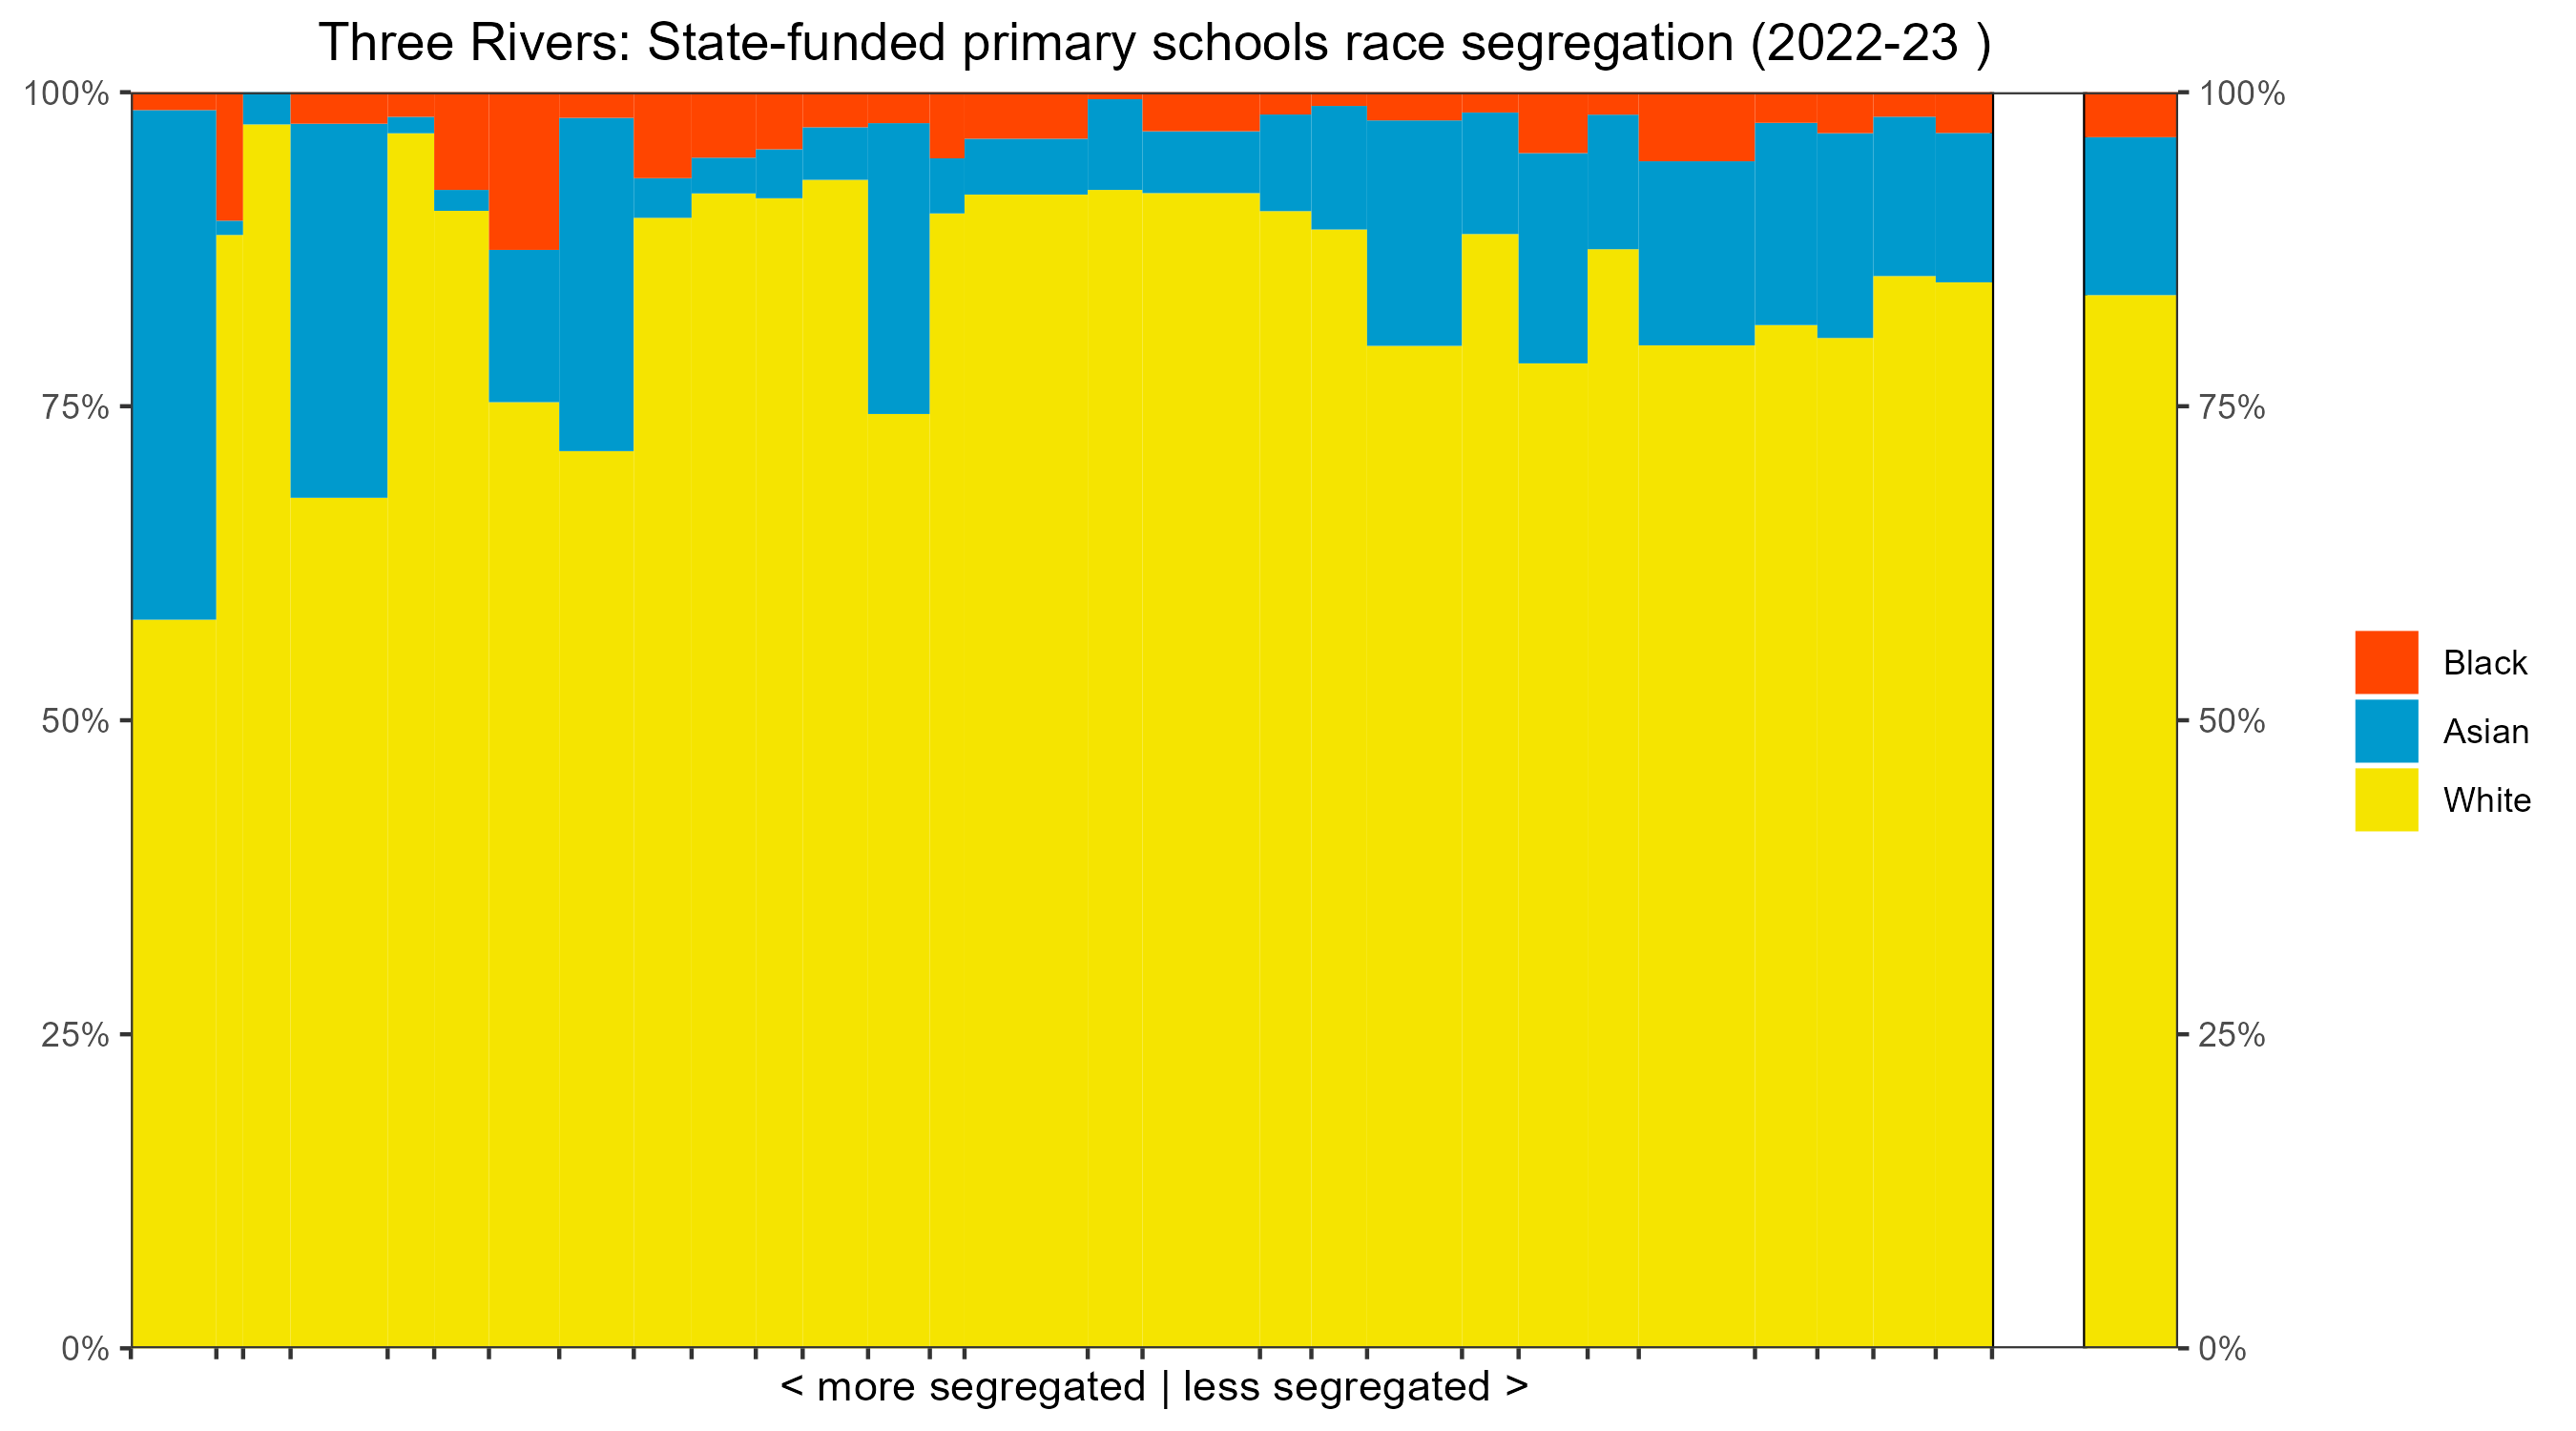 Three Rivers: State-funded primary schools race segregation (2022-23 )
100%
75%
50%
25%
0%
100%
75%
50%
25%
0%
Black
Asian
White
< more segregated | less segregated >